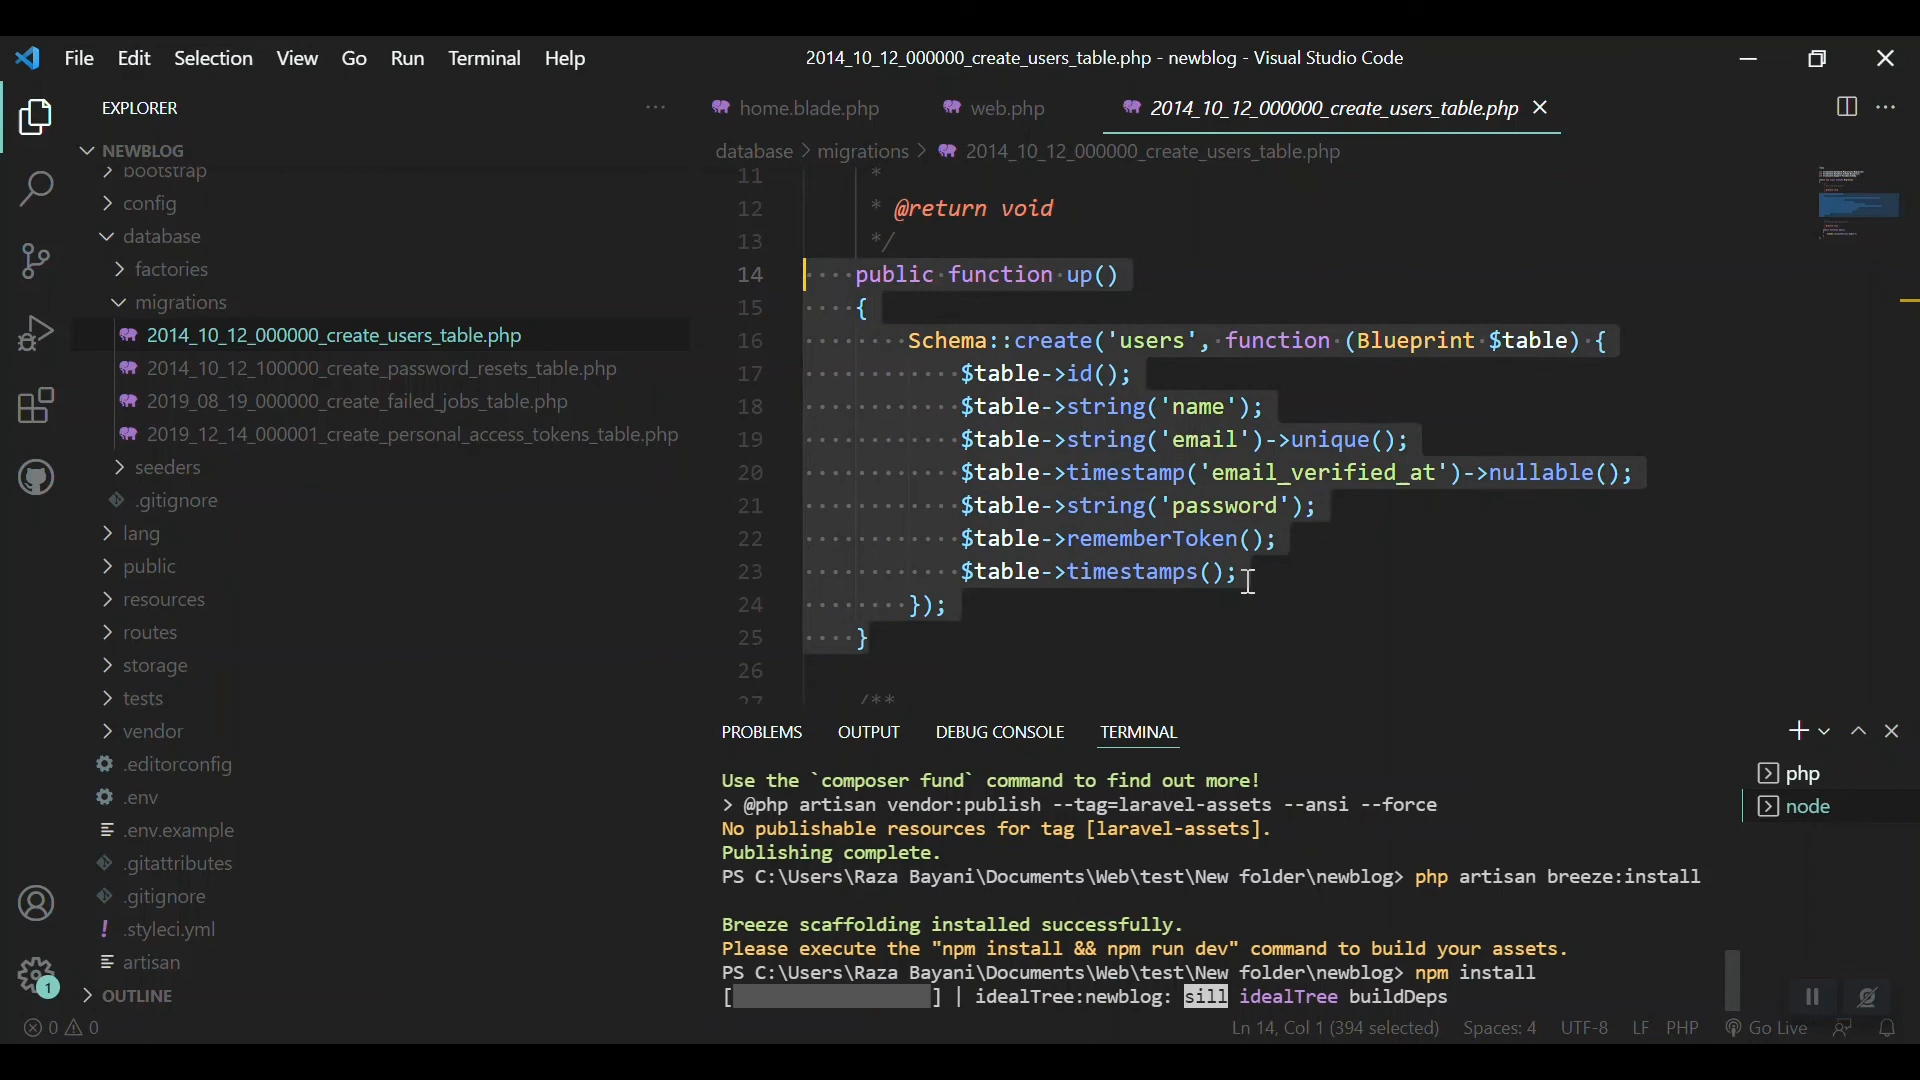 File Edit Selection View Go Run Terminal Help
2014_10_12_000000_create_users_table.php - newblog - Visual Studio Code
EXPLORER
NEWBLOG
bootstrap
config
database
factories
migrations
2014_10_12_000000_create_users_table.php
2014_10_12_100000_create_password_resets_table.php
2019_08_19_000000_create_failed_jobs_table.php
2019_12_14_000001_create_personal_access_tokens_table.php
seeders
.gitignore
lang
public
resources
routes
storage
tests
vendor
.editorconfig
.env
.env.example
.gitattributes
.gitignore
! .styleci.yml
artisan
OUTLINE
1
home.blade.php web.php 2014_10_12_000000_create_users_table.php
database > migrations > 2014_10_12_000000_create_users_table.php
11 *
12 * @return void
13 */
14 public function up()
15 {
16 Schema::create('users', function (Blueprint $table) {
17 $table->id();
18 $table->string('name');
19 $table->string('email')->unique();
20 $table->timestamp('email_verified_at')->nullable();
21 $table->string('password');
22 $table->rememberToken();
23 $table->timestamps();
24 });
25 }
26
27 /**
PROBLEMS OUTPUT DEBUG CONSOLE TERMINAL
Use the `composer fund` command to find out more!
> @php artisan vendor:publish --tag=laravel-assets --ansi --force
No publishable resources for tag [laravel-assets].
Publishing complete.
PS C:\Users\Raza Bayani\Documents\Web\test\New folder\newblog> php artisan breeze:install
Breeze scaffolding installed successfully.
Please execute the "npm install && npm run dev" command to build your assets.
PS C:\Users\Raza Bayani\Documents\Web\test\New folder\newblog> npm install
[ ] | idealTree:newblog: sill idealTree buildDeps
php
node
0 0
Ln 14, Col 1 (394 selected) Spaces: 4 UTF-8 LF PHP Go Live